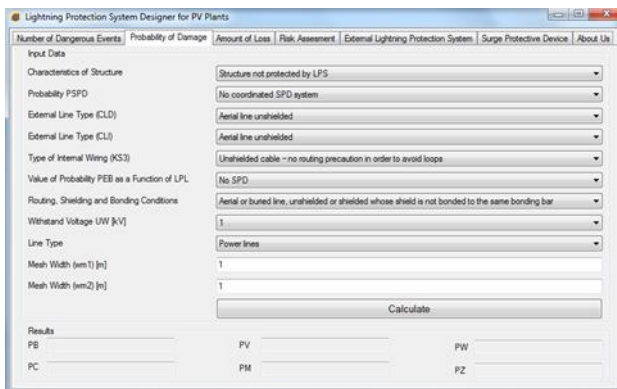 Lightning Protection System Designer for PV Plants
Number of Dangerous Events Probability of Damage Amount of Loss Risk Assesment External Lightning Protection System Surge Protective Device About Us
Input Data
Characteristics of Structure Structure not protected by LPS
Probability PSPD No coordinated SPD system
External Line Type (CLD) Aerial line unshielded
External Line Type (CLI) Aerial line unshielded
Type of Internal Wiring (KS3) Unshielded cable – no routing precaution in order to avoid loops
Value of Probability PEB as a Function of LPL No SPD
Routing, Shielding and Bonding Conditions Aerial or buried line, unshielded or shielded whose shield is not bonded to the same bonding bar
Withstand Voltage UW [kV] 1
Line Type Power lines
Mesh Width (wm1) [m] 1
Mesh Width (wm2) [m] 1
Calculate
Results
PB PV PW
PC PM PZ